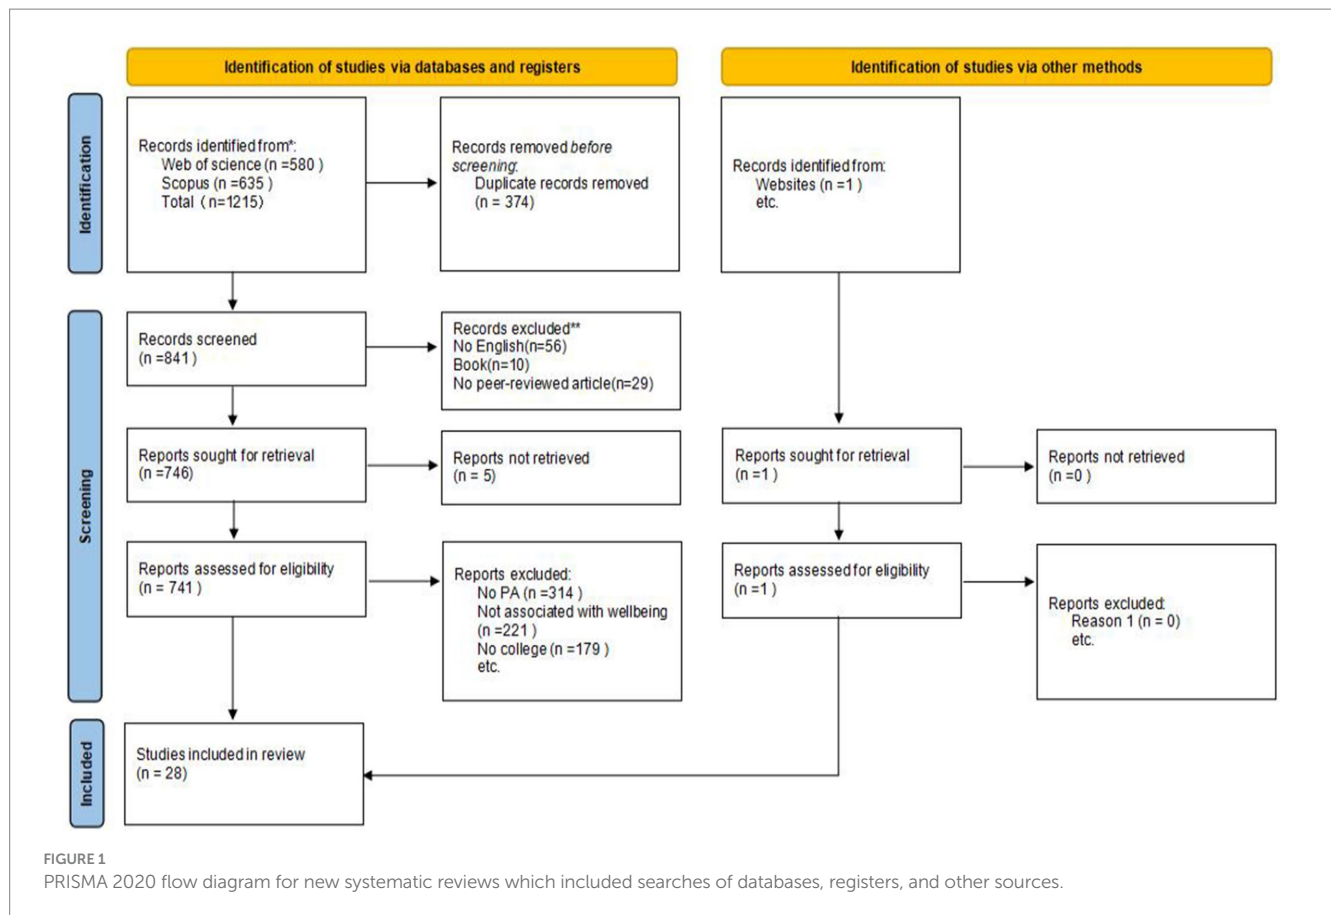 Identification of studies via databases and registers
Identification of studies via other methods
Identification
Records identified from*:
Web of science (n =580 )
Scopus (n =635 )
Total (n=1215)
Records removed before
screening:
Duplicate records removed
(n = 374)
Records identified from:
Websites (n =1 )
etc.
Screening
Records screened
(n =841 )
Records excluded**
No English(n=56)
Book(n=10)
No peer-reviewed article(n=29)
Reports sought for retrieval
(n =746)
Reports not retrieved
(n = 5)
Reports sought for retrieval
(n =1 )
Reports not retrieved
(n =0 )
Reports assessed for eligibility
(n = 741 )
Reports excluded:
No PA (n =314 )
Not associated with wellbeing
(n =221 )
No college (n =179 )
etc.
Reports assessed for eligibility
(n =1 )
Reports excluded:
Reason 1 (n = 0)
etc.
Included
Studies included in review
(n = 28)
FIGURE 1
PRISMA 2020 flow diagram for new systematic reviews which included searches of databases, registers, and other sources.